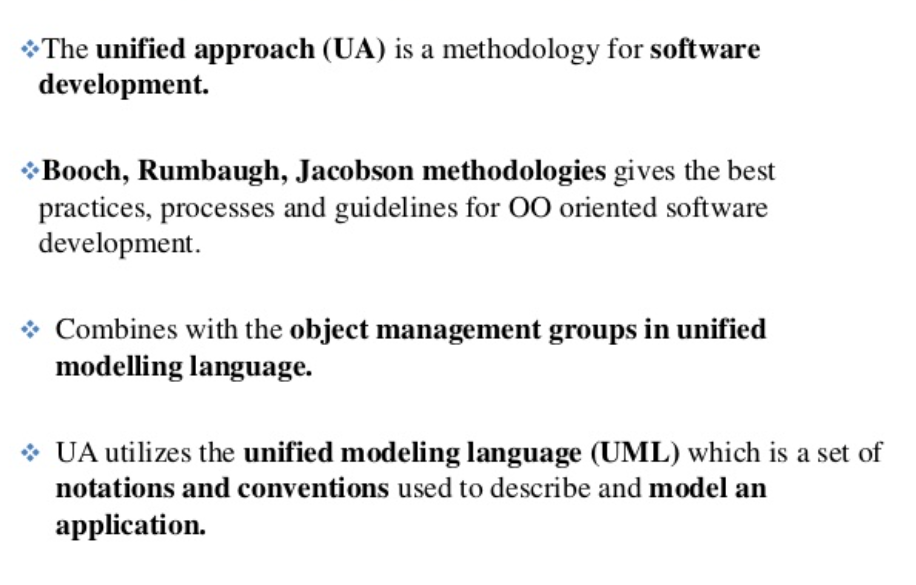 ❖The unified approach (UA) is a methodology for software
development.
❖Booch, Rumbaugh, Jacobson methodologies gives the best
practices, processes and guidelines for OO oriented software
development.
❖ Combines with the object management groups in unified
modelling language.
❖ UA utilizes the unified modeling language (UML) which is a set of
notations and conventions used to describe and model an
application.